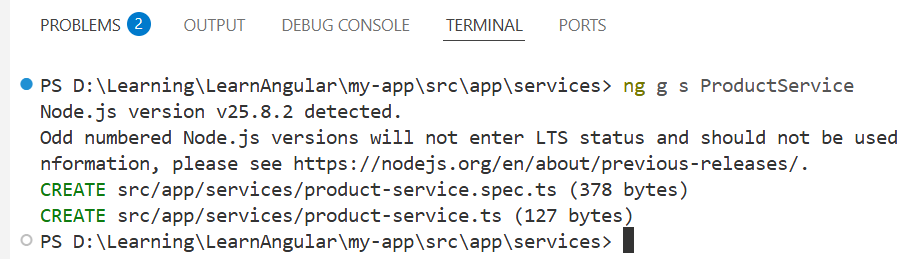 PROBLEMS 2 OUTPUT DEBUG CONSOLE TERMINAL PORTS
PS D:\Learning\LearnAngular\my-app\src\app\services> ng g s ProductService
Node.js version v25.8.2 detected.
Odd numbered Node.js versions will not enter LTS status and should not be used
nformation, please see https://nodejs.org/en/about/previous-releases/.
CREATE src/app/services/product-service.spec.ts (378 bytes)
CREATE src/app/services/product-service.ts (127 bytes)
PS D:\Learning\LearnAngular\my-app\src\app\services>